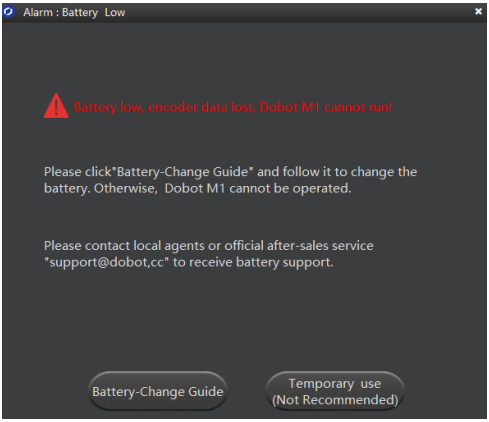 Alarm : Battery Low
Battery low, encoder data lost, Dobot M1 cannot run!
Please click"Battery-Change Guide" and follow it to change the
battery. Otherwise, Dobot M1 cannot be operated.
Please contact local agents or official after-sales service
"support@dobot,cc" to receive battery support.
Battery-Change Guide
Temporary use
(Not Recommended)